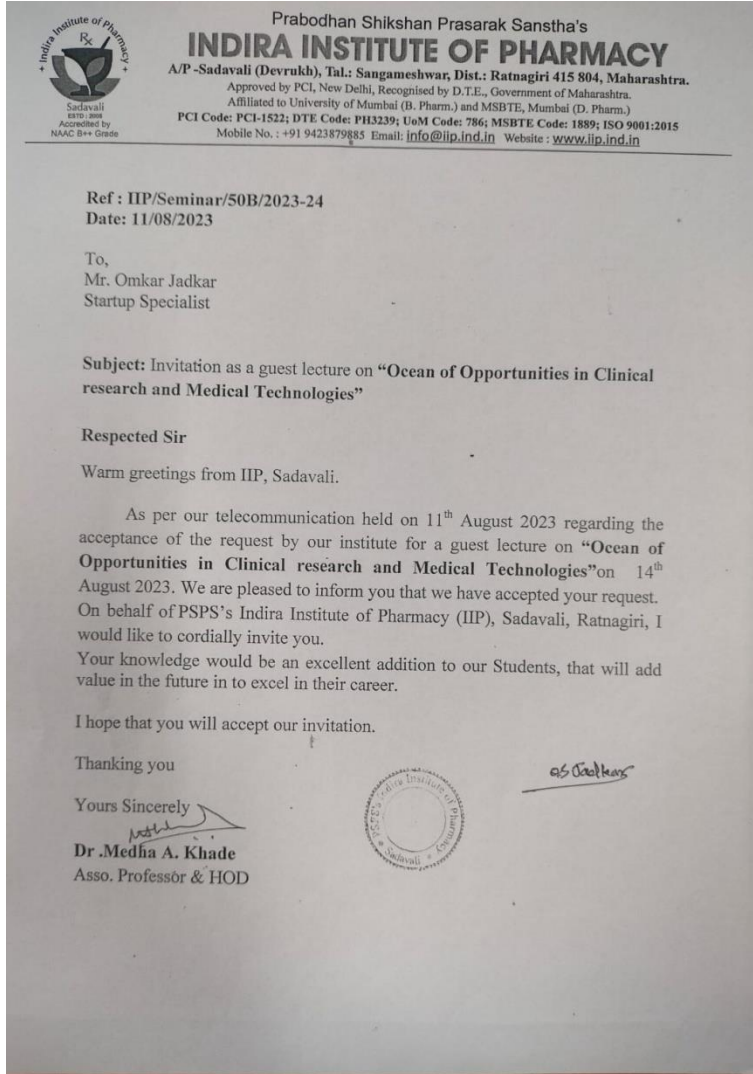 Indira Institute of Pharmacy
Rx
Sadavali
ESTD : 2009
Accredited by
NAAC B++ Grade
Prabodhan Shikshan Prasarak Sanstha's
INDIRA INSTITUTE OF PHARMACY
A/P -Sadavali (Devrukh), Tal.: Sangameshwar, Dist.: Ratnagiri 415 804, Maharashtra.
Approved by PCI, New Delhi, Recognised by D.T.E., Government of Maharashtra.
Affiliated to University of Mumbai (B. Pharm.) and MSBTE, Mumbai (D. Pharm.)
PCI Code: PCI-1522; DTE Code: PH3239; UoM Code: 786; MSBTE Code: 1889; ISO 9001:2015
Mobile No. : +91 9423879885 Email: info@iip.ind.in Website : www.iip.ind.in
Ref : IIP/Seminar/50B/2023-24
Date: 11/08/2023
To,
Mr. Omkar Jadkar
Startup Specialist
Subject: Invitation as a guest lecture on “Ocean of Opportunities in Clinical
research and Medical Technologies”
Respected Sir
Warm greetings from IIP, Sadavali.
As per our telecommunication held on 11th August 2023 regarding the
acceptance of the request by our institute for a guest lecture on “Ocean of
Opportunities in Clinical research and Medical Technologies”on 14th
August 2023. We are pleased to inform you that we have accepted your request.
On behalf of PSPS’s Indira Institute of Pharmacy (IIP), Sadavali, Ratnagiri, I
would like to cordially invite you.
Your knowledge would be an excellent addition to our Students, that will add
value in the future in to excel in their career.
I hope that you will accept our invitation.
Thanking you
Yours Sincerely
Dr .Medha A. Khade
Asso. Professor & HOD
PSPS's Indira Institute of Pharmacy
Sadavali